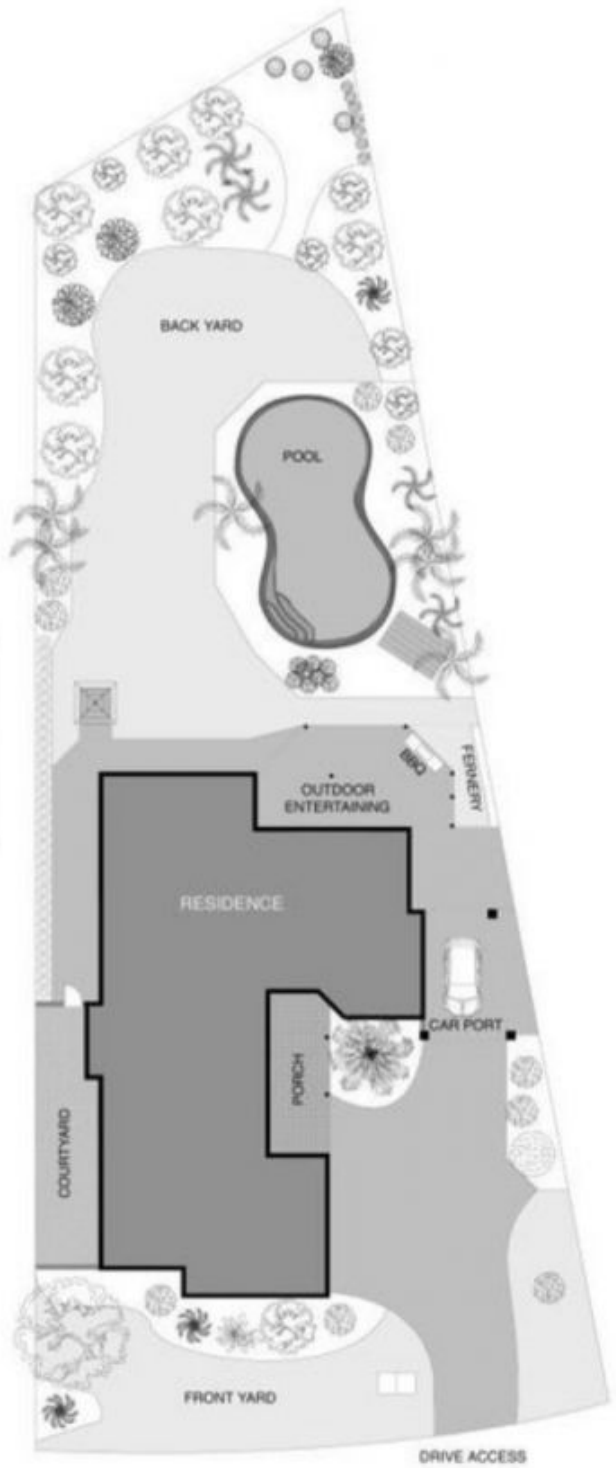 BACK YARD
POOL
BBQ
FERNERY
OUTDOOR
ENTERTAINING
RESIDENCE
CAR PORT
PORCH
COURTYARD
FRONT YARD
DRIVE ACCESS